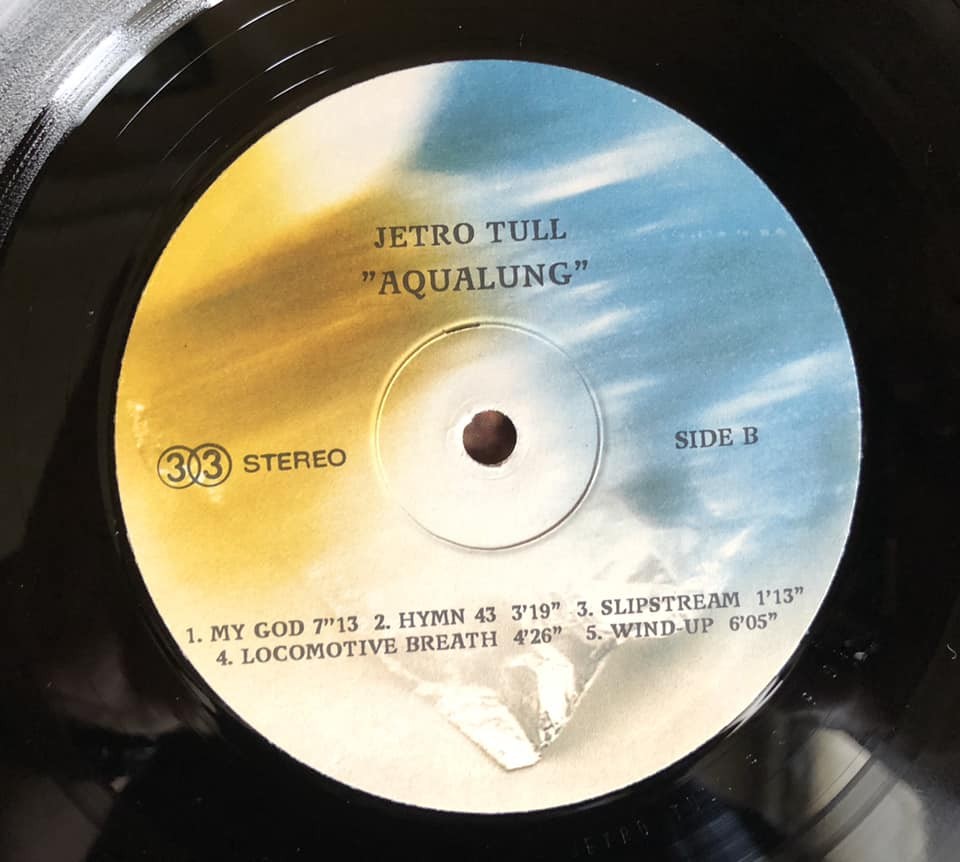 JETRO TULL
”AQUALUNG”
SIDE B
33 STEREO
1. MY GOD 7”13 2. HYMN 43 3’19” 3. SLIPSTREAM 1’13”
4. LOCOMOTIVE BREATH 4’26” 5. WIND-UP 6’05”
JETRO